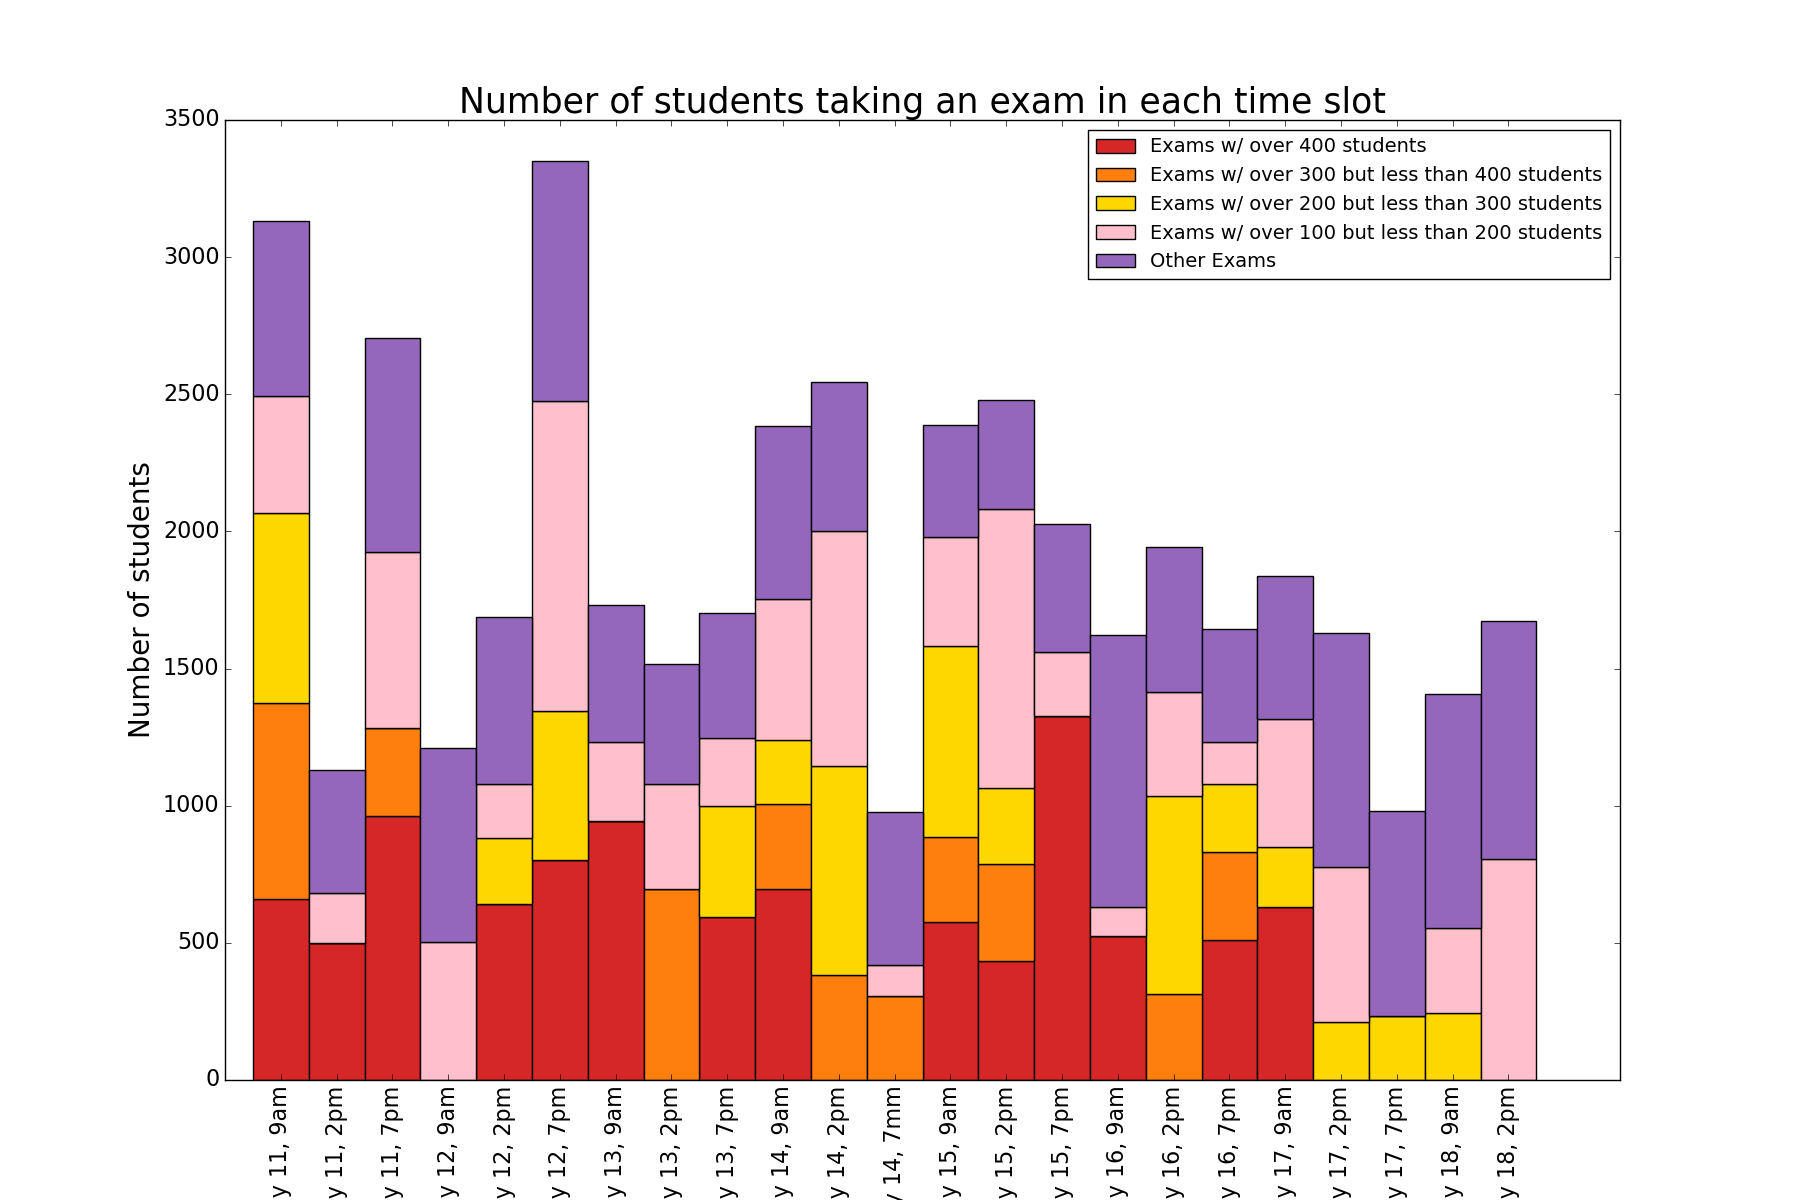 Number of students taking an exam in each time slot
Exams w/ over 400 students
Exams w/ over 300 but less than 400 students
Exams w/ over 200 but less than 300 students
Exams w/ over 100 but less than 200 students
Other Exams
Number of students
3500
3000
2500
2000
1500
1000
500
0
y 11, 9am
y 11, 2pm
y 11, 7pm
y 12, 9am
y 12, 2pm
y 12, 7pm
y 13, 9am
y 13, 2pm
y 13, 7pm
y 14, 9am
y 14, 2pm
y 14, 7mm
y 15, 9am
y 15, 2pm
y 15, 7pm
y 16, 9am
y 16, 2pm
y 16, 7pm
y 17, 9am
y 17, 2pm
y 17, 7pm
y 18, 9am
y 18, 2pm